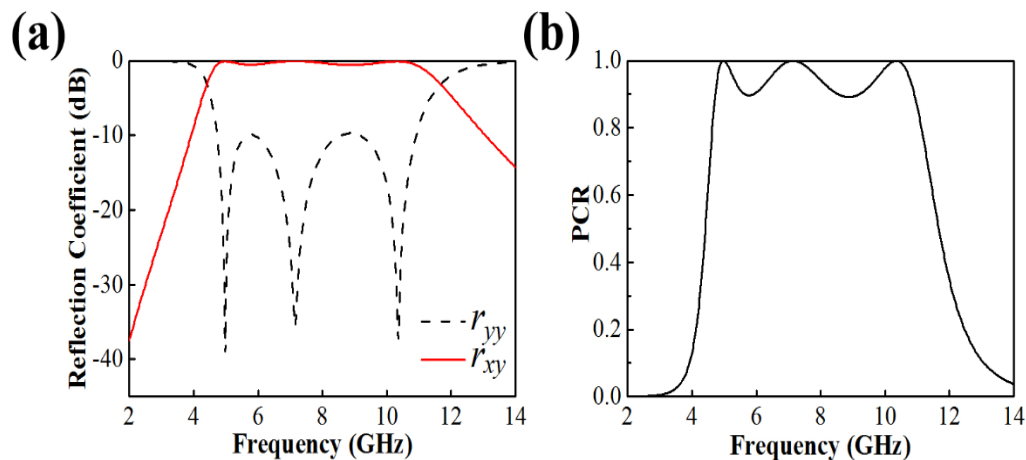 (a)
Reflection Coefficient (dB)
0
-10
-20
-30
-40
2 4 6 8 10 12 14
Frequency (GHz)
r_yy
r_xy
(b)
PCR
1.0
0.8
0.6
0.4
0.2
0.0
2 4 6 8 10 12 14
Frequency (GHz)